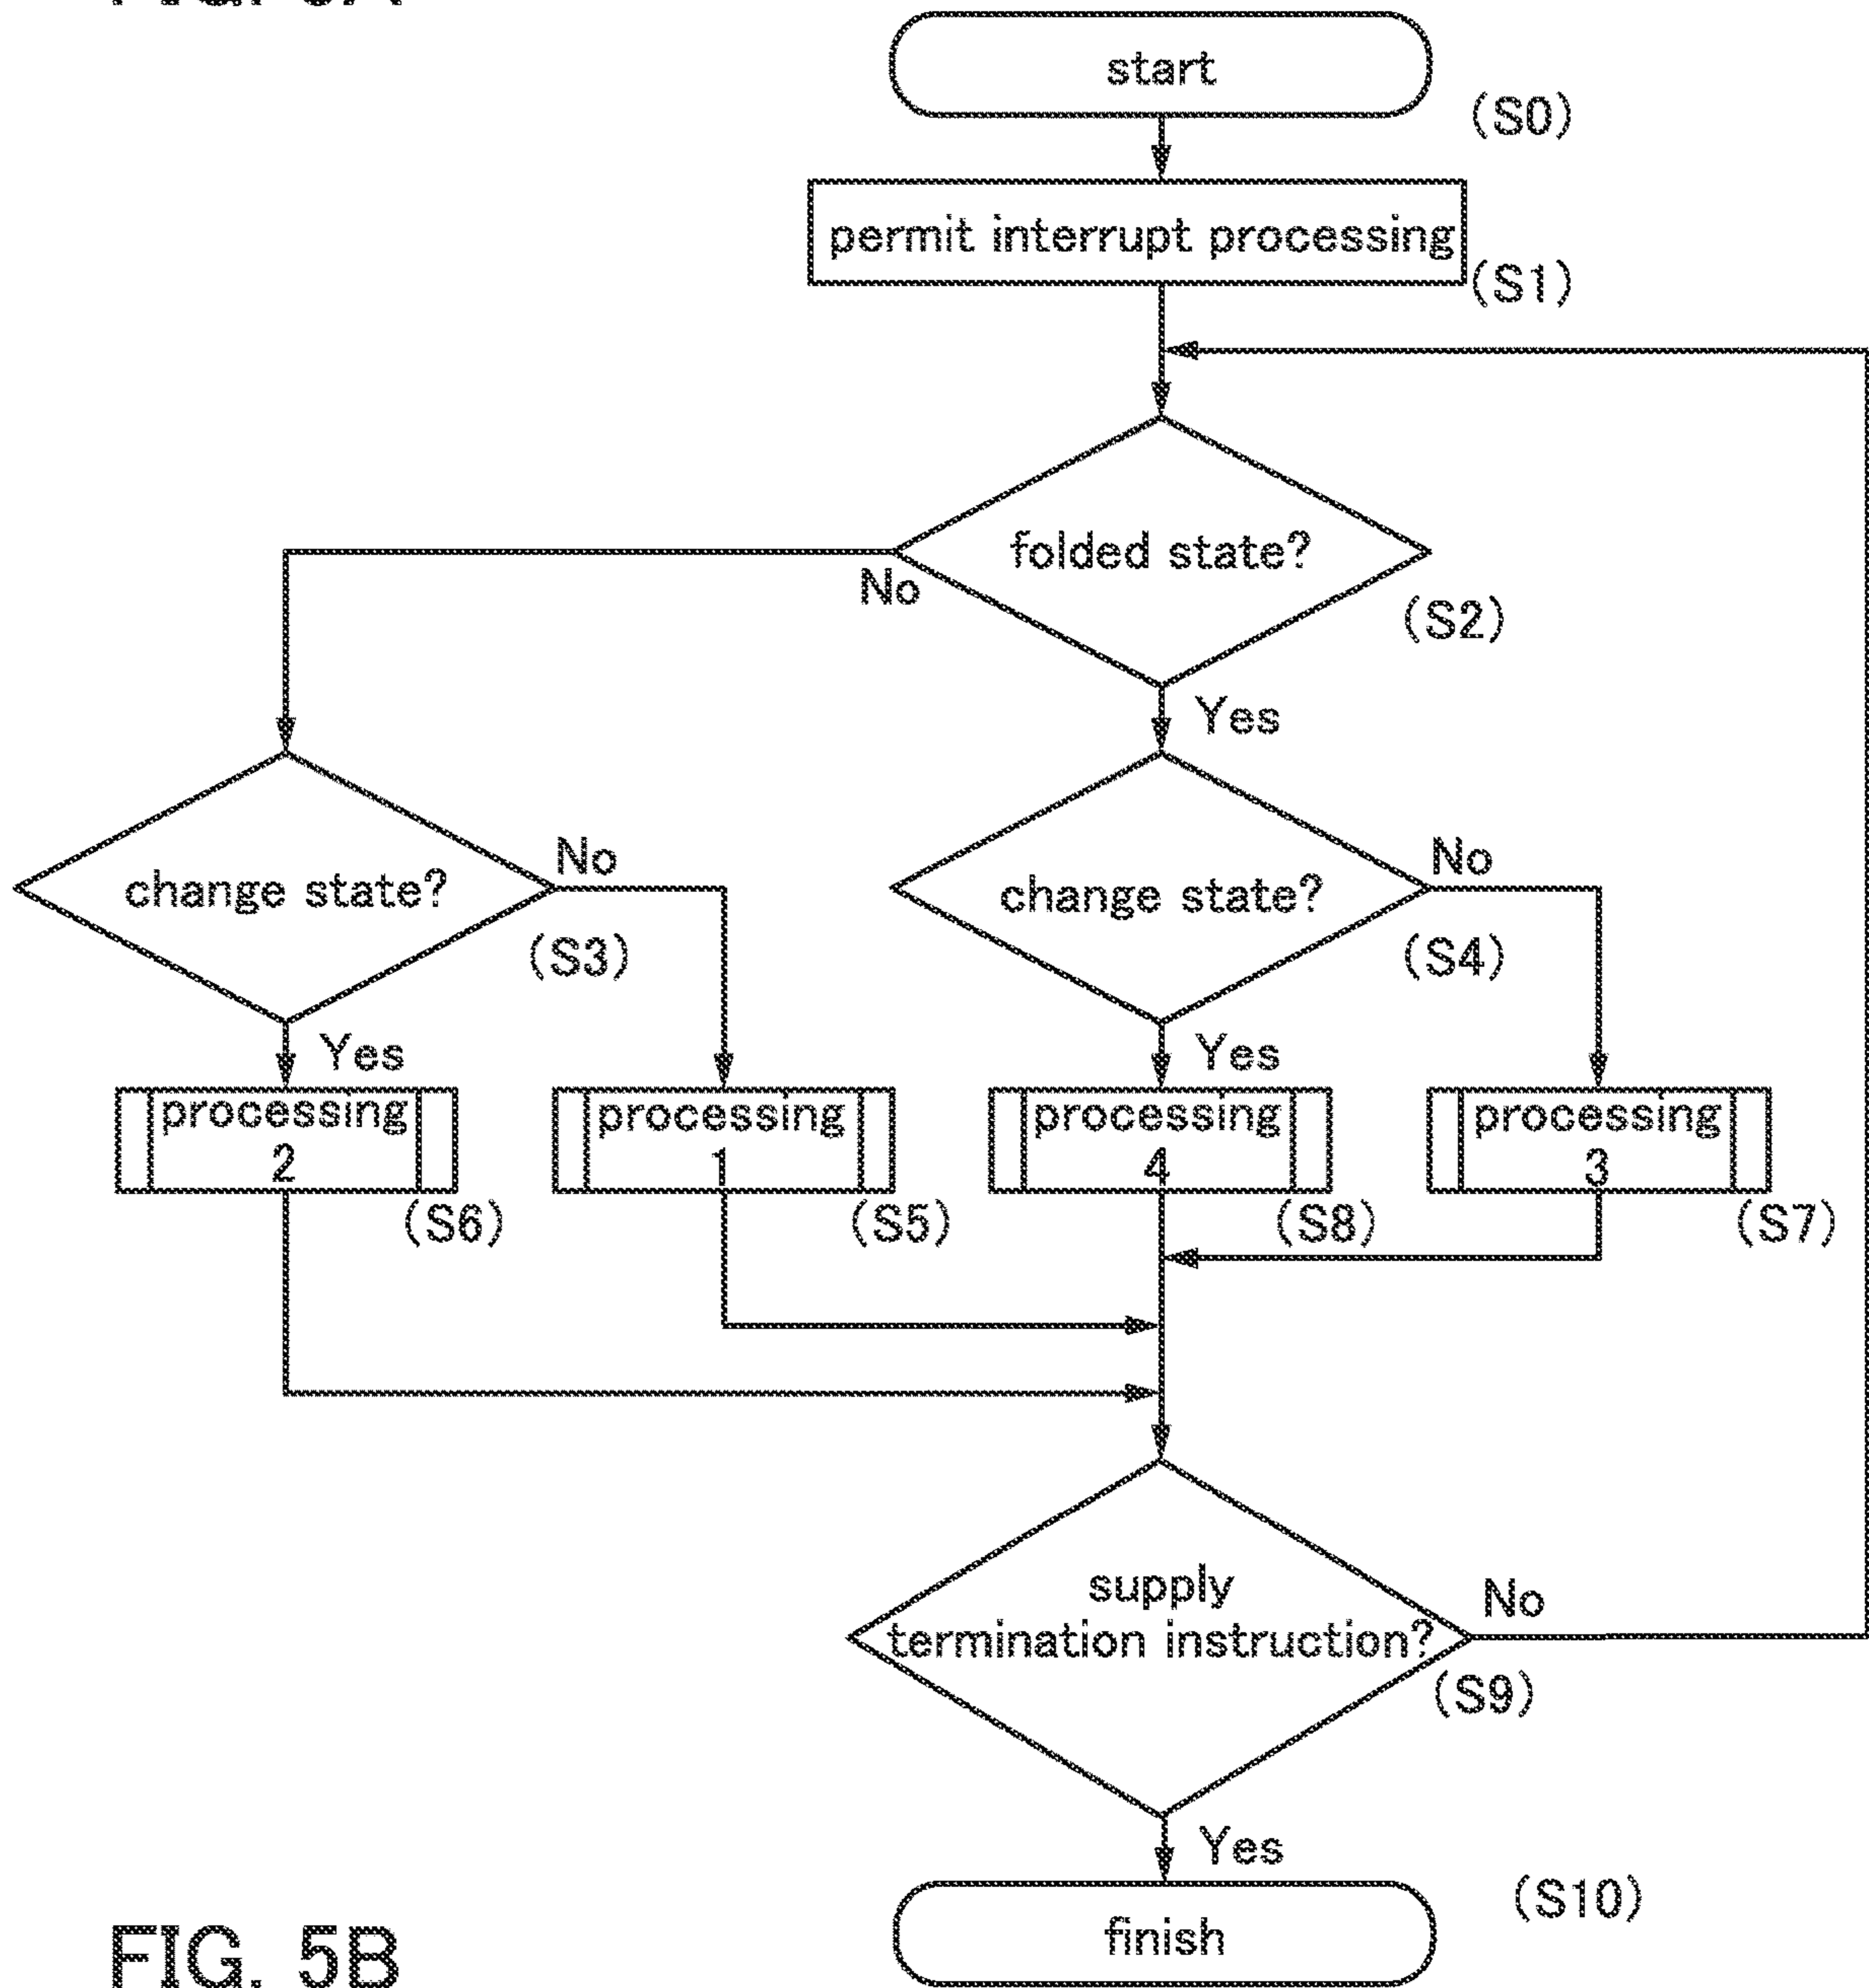 start
(S0)
permit interrupt processing
(S1)
folded state?
No
(S2)
Yes
change state?
No
(S3)
Yes
change state?
No
(S4)
Yes
processing
2
(S6)
processing
1
(S5)
processing
4
(S8)
processing
3
(S7)
supply
termination instruction?
No
(S9)
Yes
finish
(S10)
FIG. 5B